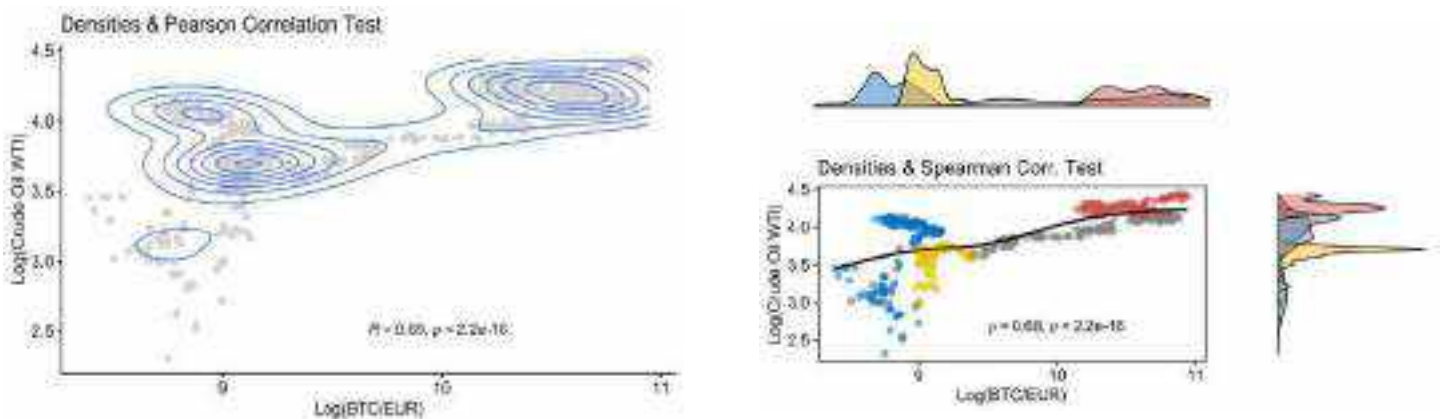 Densities & Pearson Correlation Test
4.5
4.0
3.5
3.0
2.5
Log(Crude Oil WTI)
R = 0.65, p < 2.2e-16
9
10
11
Log(BTC/EUR)
Densities & Spearman Corr. Test
4.5
4.0
3.5
3.0
2.5
Log(Crude Oil WTI)
ρ = 0.68, p < 2.2e-16
9
10
11
Log(BTC/EUR)